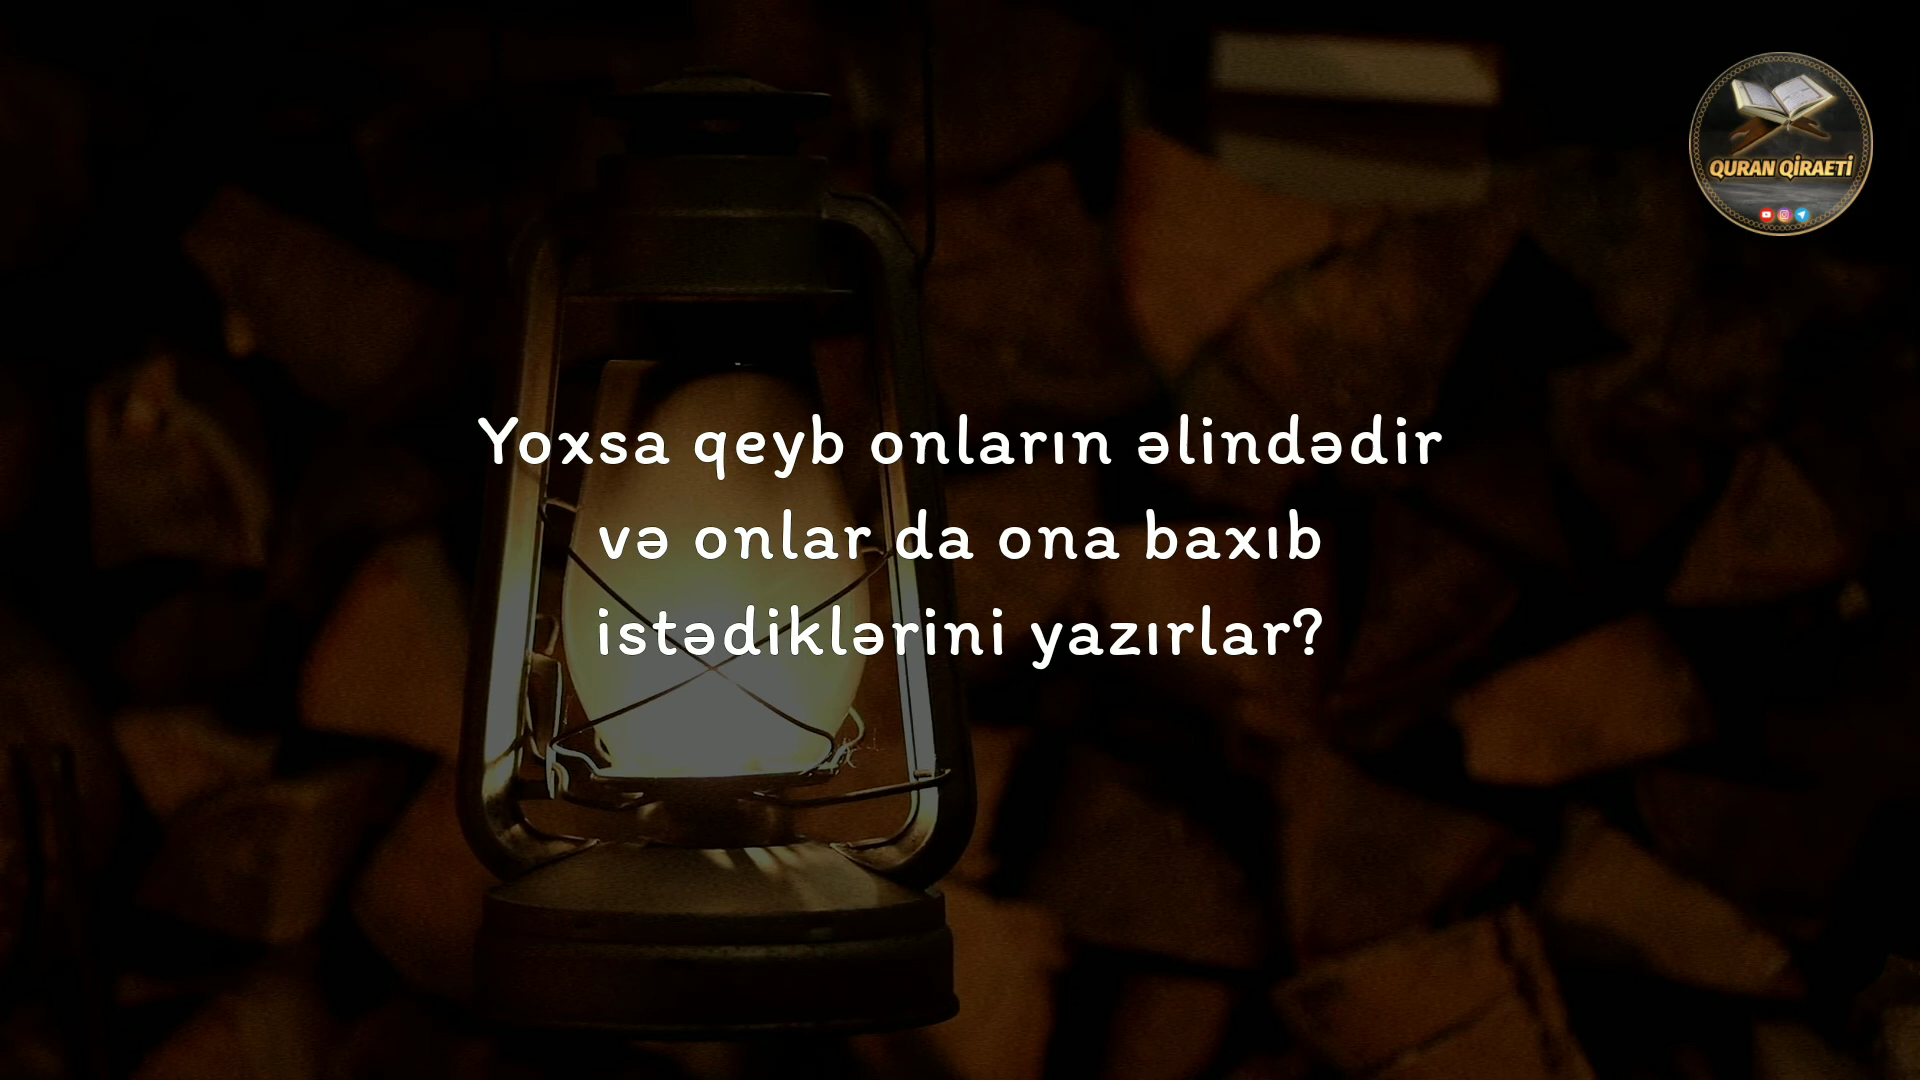 QURAN QİRAETİ
Yoxsa qeyb onların əlindədir
və onlar da ona baxıb
istədiklərini yazırlar?